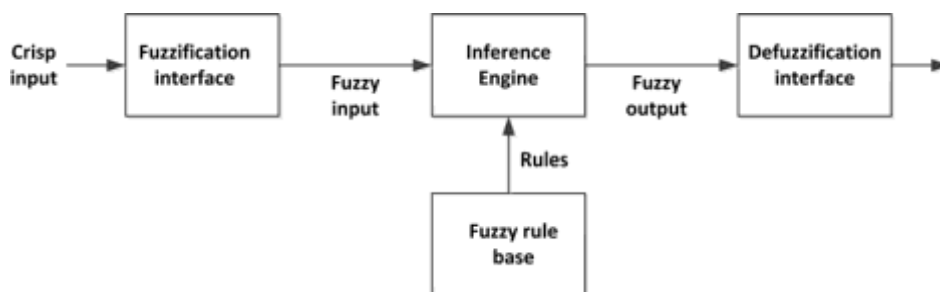 Crisp
input
Fuzzification
interface
Fuzzy
input
Inference
Engine
Fuzzy
output
Defuzzification
interface
Rules
Fuzzy rule
base